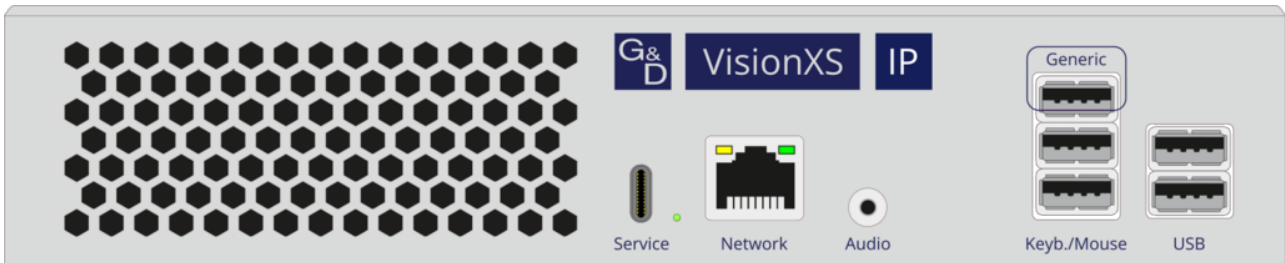 G&D VisionXS IP
Generic
Service Network Audio Keyb./Mouse USB